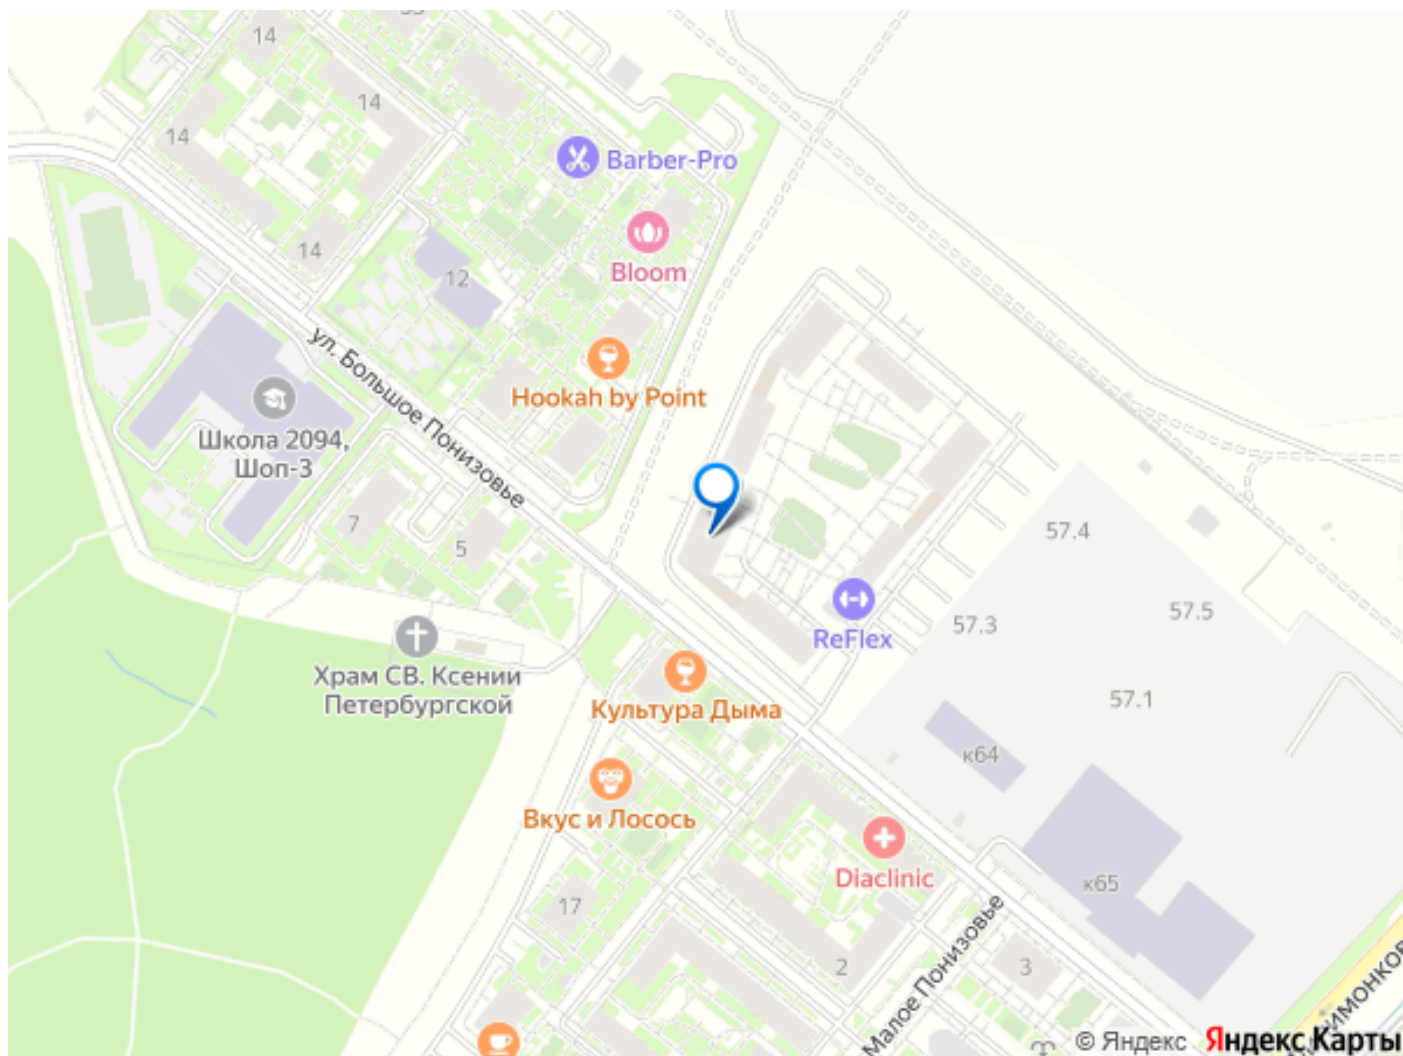 14
14
14
Barber-Pro
14
Bloom
12
ул. Большое Понизовье
Hookah by Point
Школа 2094,
Шоп-3
7
5
57.4
57.5
57.3
ReFlex
Храм СВ. Ксении
Петербургской
57.1
Культура Дыма
к64
Вкус и Лосось
Diaclinic
к65
17
2
3
Малое Понизовье
© Яндекс Яндекс Карты